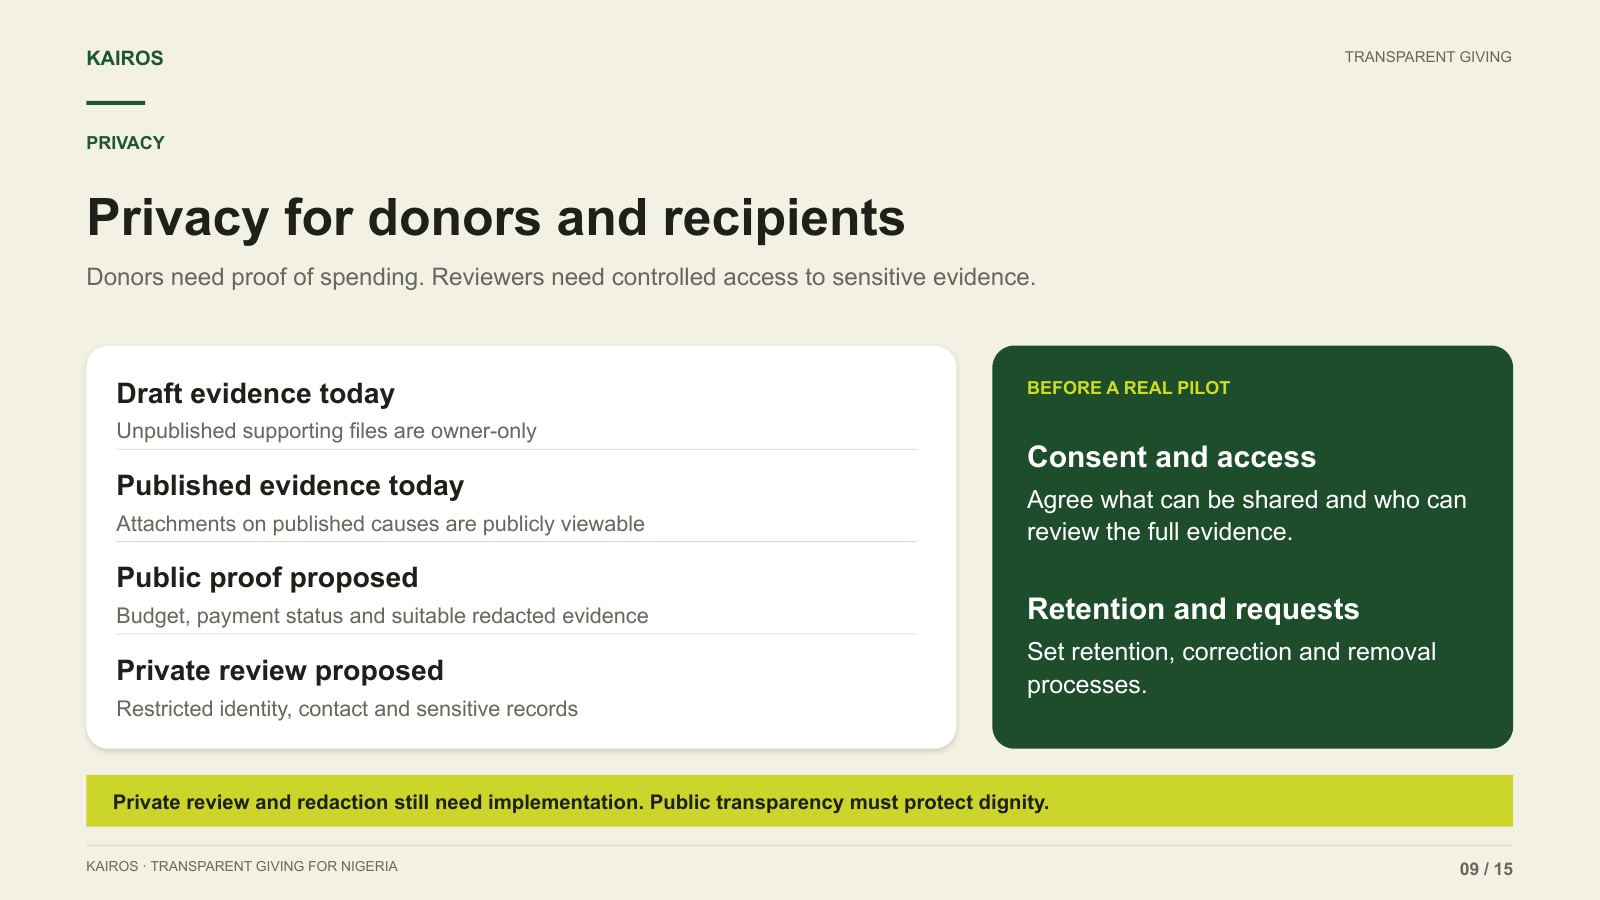 KAIROS
TRANSPARENT GIVING
PRIVACY
Privacy for donors and recipients
Donors need proof of spending. Reviewers need controlled access to sensitive evidence.
Draft evidence today
Unpublished supporting files are owner-only
Published evidence today
Attachments on published causes are publicly viewable
Public proof proposed
Budget, payment status and suitable redacted evidence
Private review proposed
Restricted identity, contact and sensitive records
BEFORE A REAL PILOT
Consent and access
Agree what can be shared and who can
review the full evidence.
Retention and requests
Set retention, correction and removal
processes.
Private review and redaction still need implementation. Public transparency must protect dignity.
KAIROS · TRANSPARENT GIVING FOR NIGERIA
09 / 15